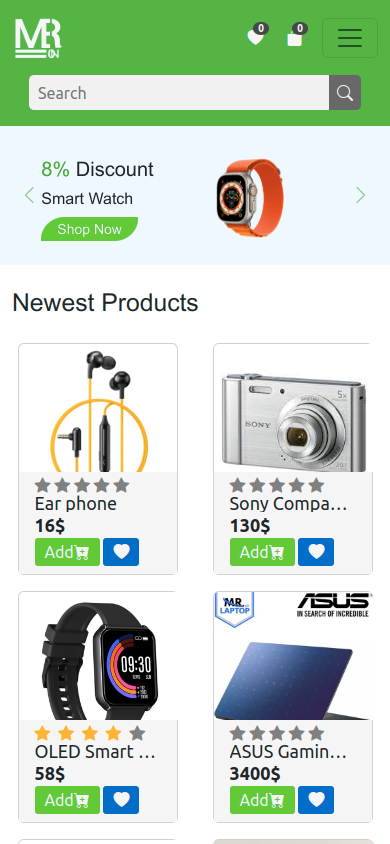 MER
ON
0
0
Search
8% Discount
Smart Watch
Shop Now
Newest Products
SONY
5x
Ear phone
16$
Add
Sony Compa...
130$
Add
09:30
MR.
LAPTOP
ASUS
IN SEARCH OF INCREDIBLE
OLED Smart ...
58$
Add
ASUS Gamin...
3400$
Add